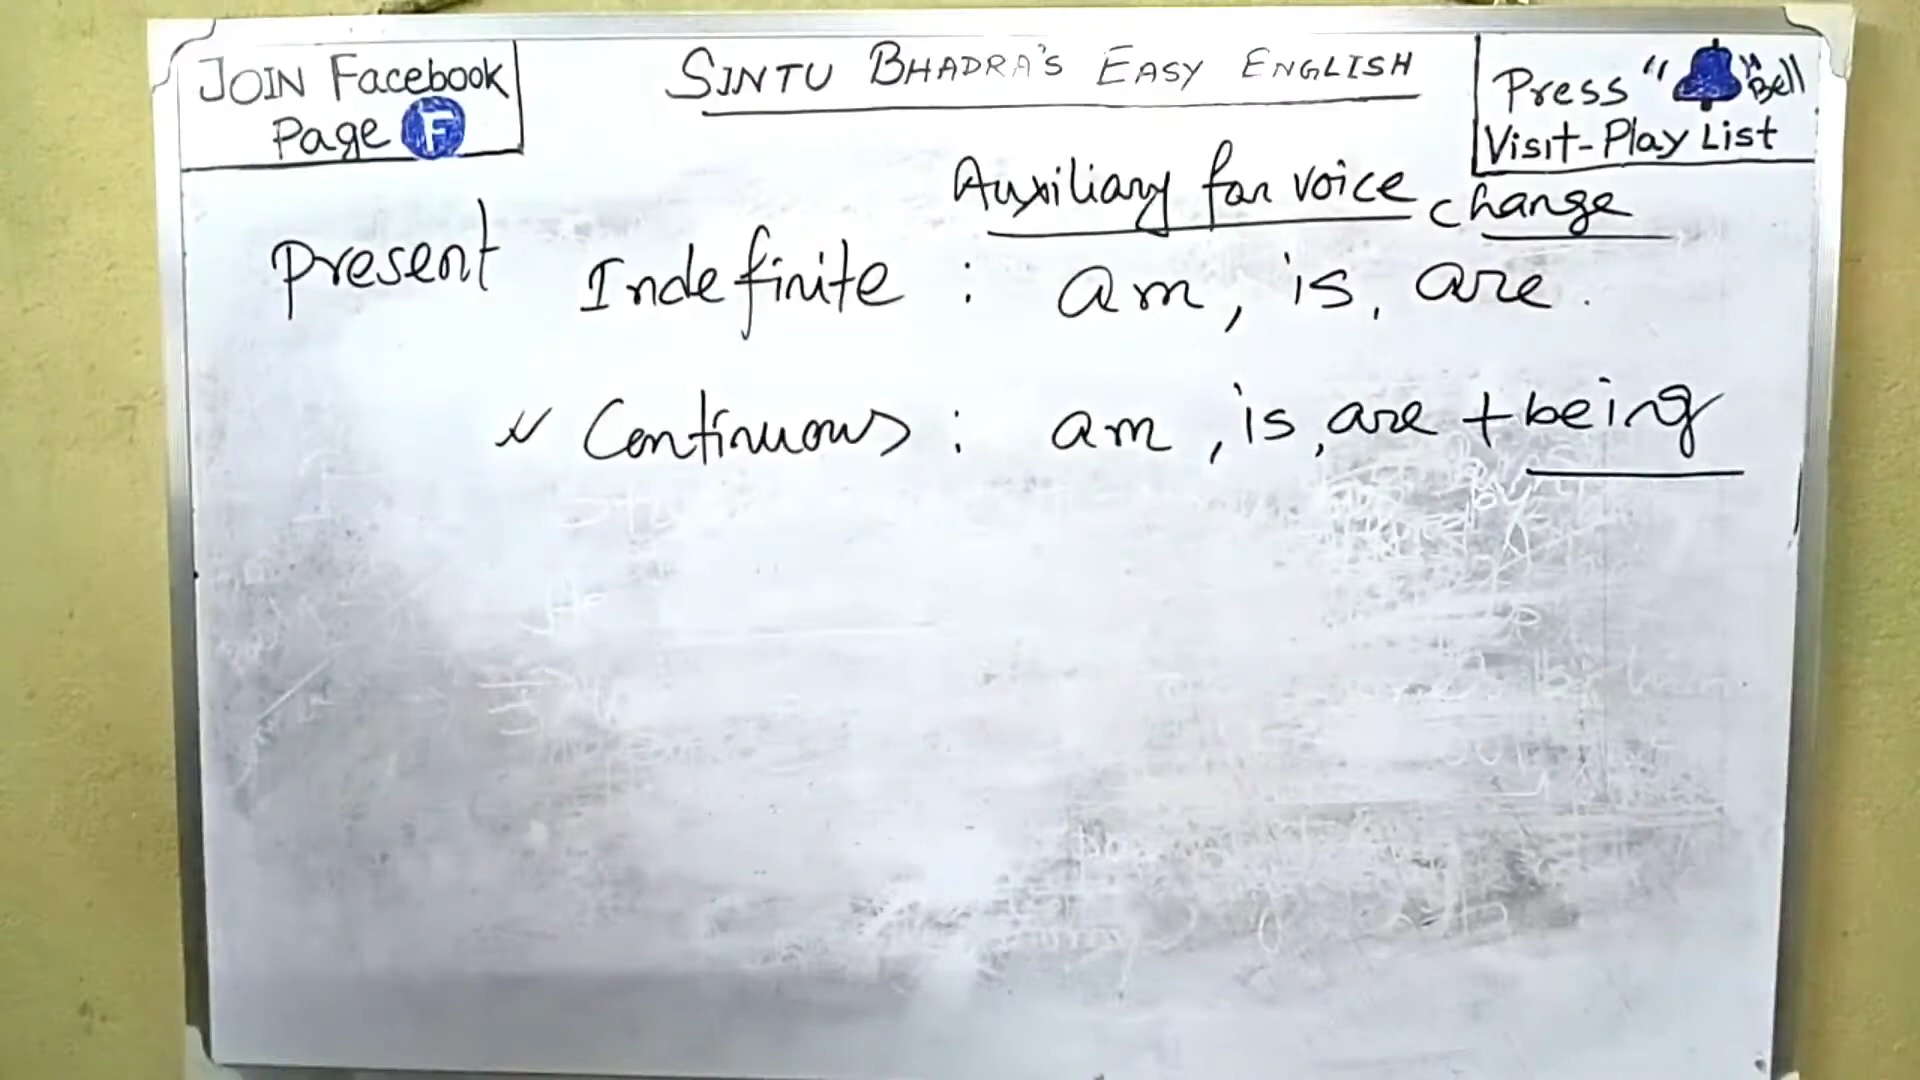 JOIN Facebook
Page F
SINTU BHADRA'S EASY ENGLISH
Press " " Bell
Visit-Play List
Auxiliary for voice change
Present Indefinite : am, is, are.
" Continuous : am, is, are + being